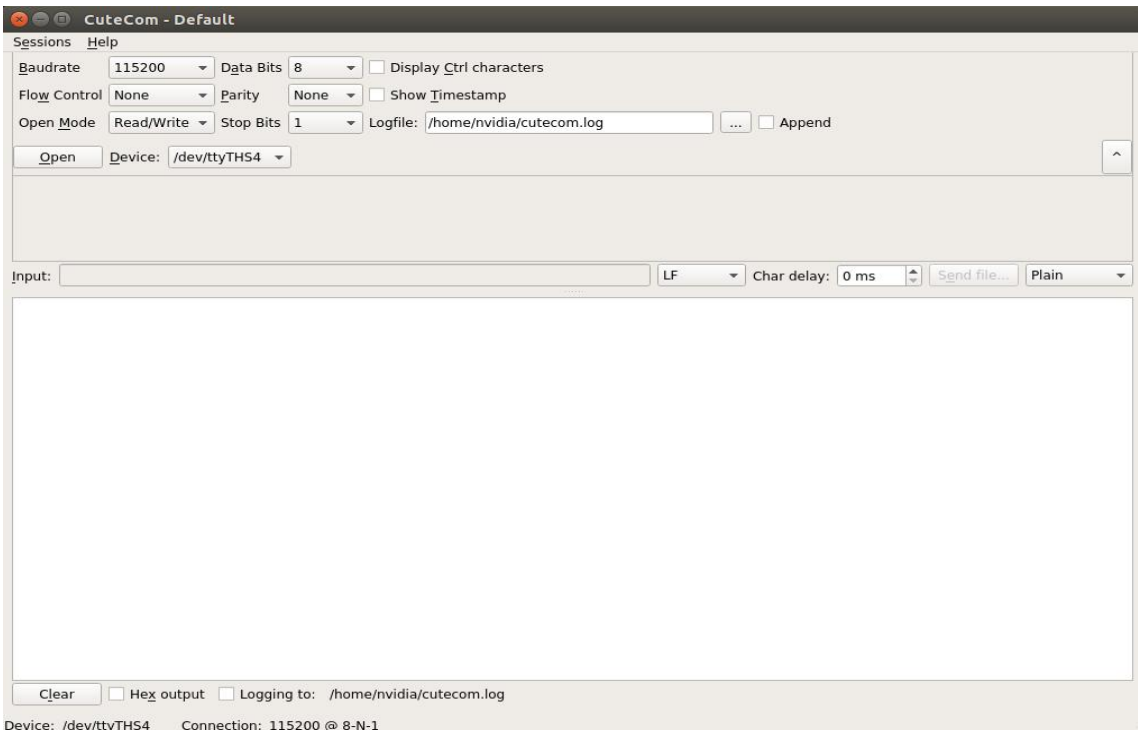 CuteCom - Default
Sessions Help
Baudrate 115200 Data Bits 8 Display Ctrl characters
Flow Control None Parity None Show Timestamp
Open Mode Read/Write Stop Bits 1 Logfile: /home/nvidia/cutecom.log ... Append
Open Device: /dev/ttyTHS4 ^
Input: LF Char delay: 0 ms Send file... Plain
Clear Hex output Logging to: /home/nvidia/cutecom.log
Device: /dev/ttyTHS4 Connection: 115200 @ 8-N-1